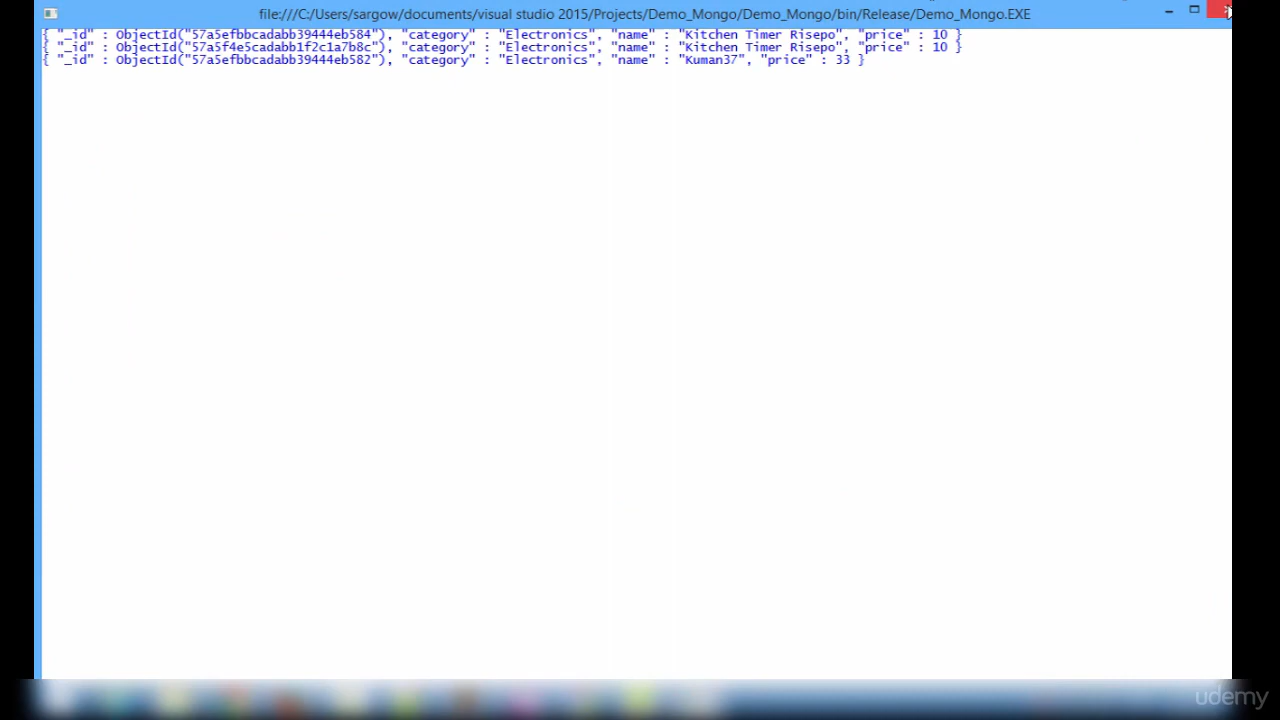 file:///C:/Users/sargow/documents/visual studio 2015/Projects/Demo_Mongo/Demo_Mongo/bin/Release/Demo_Mongo.EXE
{ "_id" : ObjectId("57a5efbbcadabb39444eb584"), "category" : "Electronics", "name" : "Kitchen Timer Risepo", "price" : 10 }
{ "_id" : ObjectId("57a5f4e5cadabb1f2c1a7b8c"), "category" : "Electronics", "name" : "Kitchen Timer Risepo", "price" : 10 }
{ "_id" : ObjectId("57a5efbbcadabb39444eb582"), "category" : "Electronics", "name" : "Kuman37", "price" : 33 }
udemy